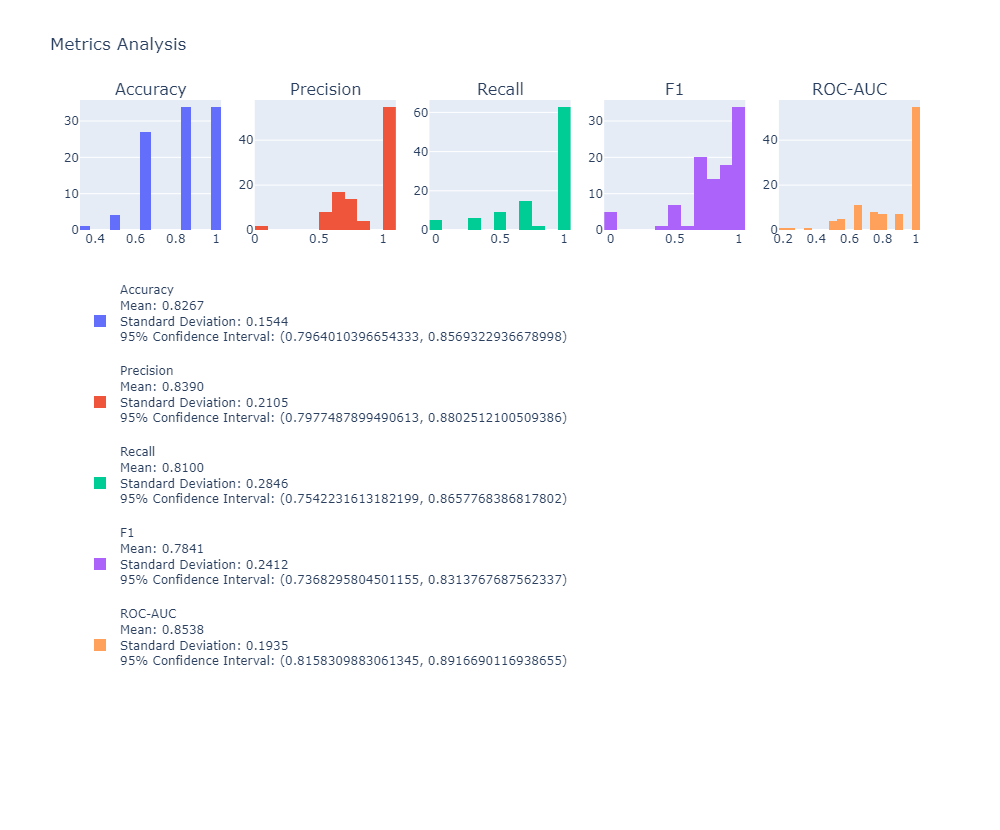 Metrics Analysis
Accuracy Precision Recall F1 ROC-AUC
30 20 10 0
0.4 0.6 0.8 1
40 20 0
0 0.5 1
60 40 20 0
0 0.5 1
30 20 10 0
0 0.5 1
40 20 0
0.2 0.4 0.6 0.8 1
Accuracy
Mean: 0.8267
Standard Deviation: 0.1544
95% Confidence Interval: (0.7964010396654333, 0.8569322936678998)
Precision
Mean: 0.8390
Standard Deviation: 0.2105
95% Confidence Interval: (0.7977487899490613, 0.8802512100509386)
Recall
Mean: 0.8100
Standard Deviation: 0.2846
95% Confidence Interval: (0.7542231613182199, 0.8657768386817802)
F1
Mean: 0.7841
Standard Deviation: 0.2412
95% Confidence Interval: (0.7368295804501155, 0.8313767687562337)
ROC-AUC
Mean: 0.8538
Standard Deviation: 0.1935
95% Confidence Interval: (0.8158309883061345, 0.8916690116938655)